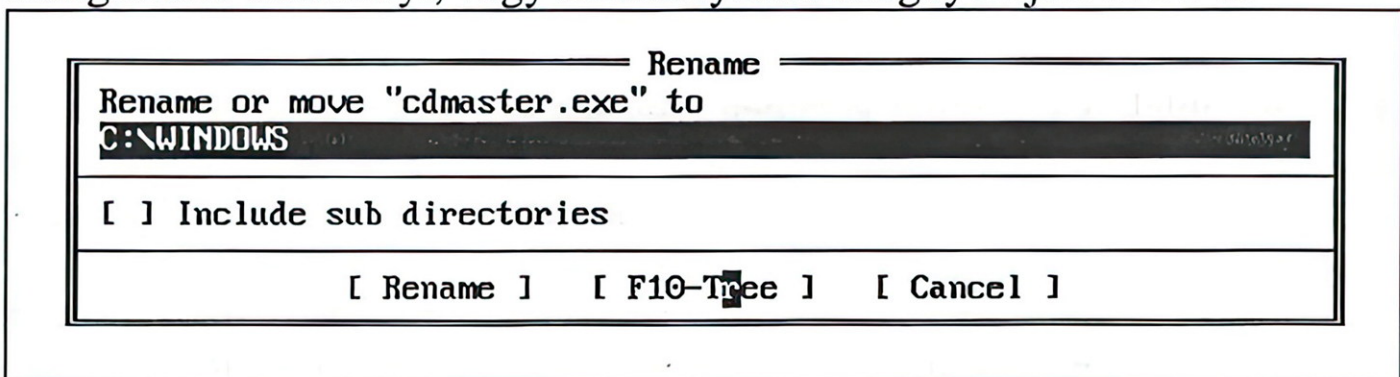 Rename
Rename or move "cdmaster.exe" to
C:\WINDOWS
[ ] Include sub directories
[ Rename ] [ F10-Tree ] [ Cancel ]